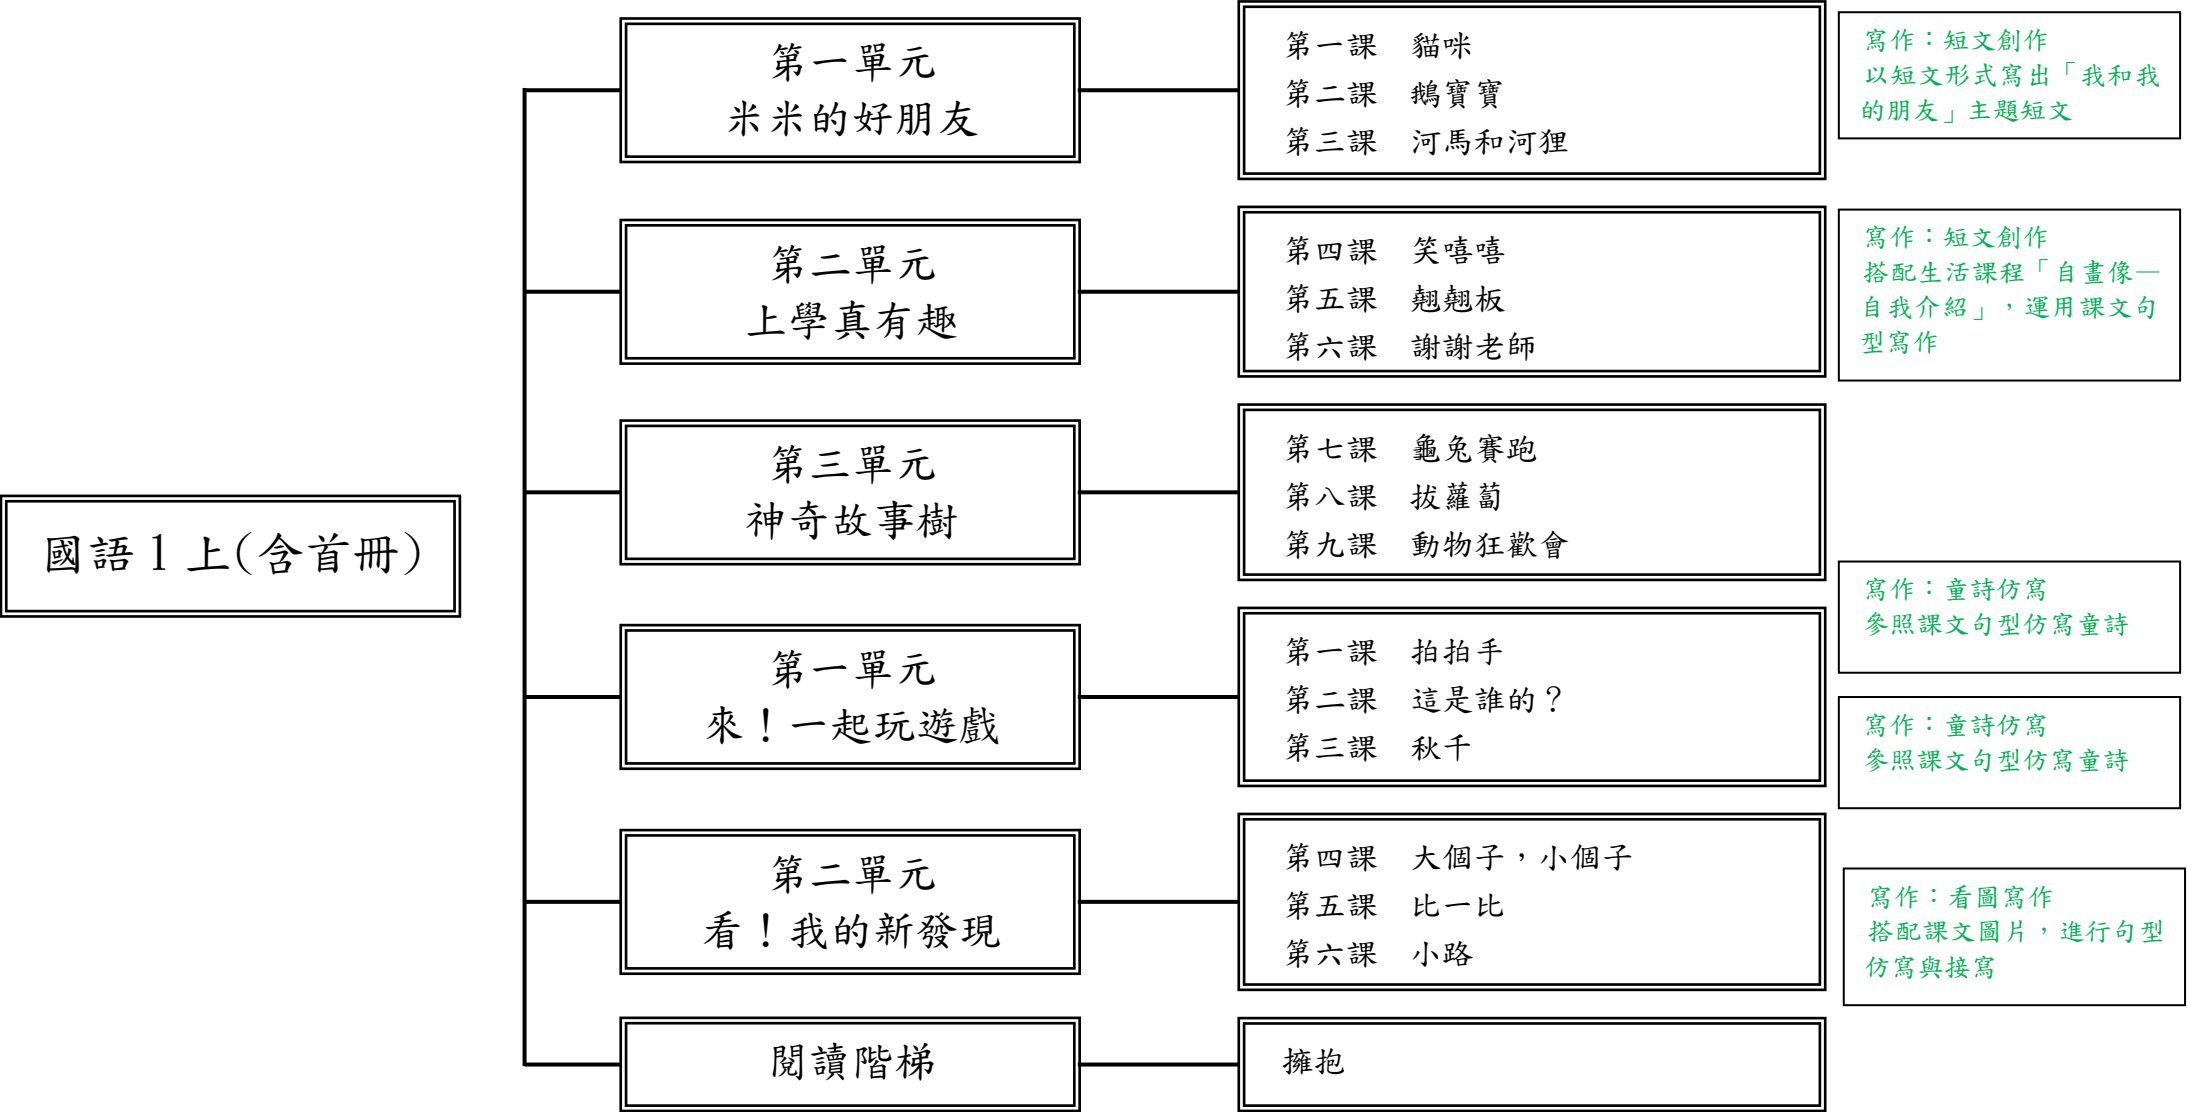 國語1上(含首冊)
第一單元
米米的好朋友
第一課　貓咪
第二課　鵝寶寶
第三課　河馬和河狸
寫作：短文創作
以短文形式寫出「我和我
的朋友」主題短文
第二單元
上學真有趣
第四課　笑嘻嘻
第五課　翹翹板
第六課　謝謝老師
寫作：短文創作
搭配生活課程「自畫像—
自我介紹」，運用課文句
型寫作
第三單元
神奇故事樹
第七課　龜兔賽跑
第八課　拔蘿蔔
第九課　動物狂歡會
寫作：童詩仿寫
參照課文句型仿寫童詩
第一單元
來！一起玩遊戲
第一課　拍拍手
第二課　這是誰的？
第三課　秋千
寫作：童詩仿寫
參照課文句型仿寫童詩
第二單元
看！我的新發現
第四課　大個子，小個子
第五課　比一比
第六課　小路
寫作：看圖寫作
搭配課文圖片，進行句型
仿寫與接寫
閱讀階梯
擁抱